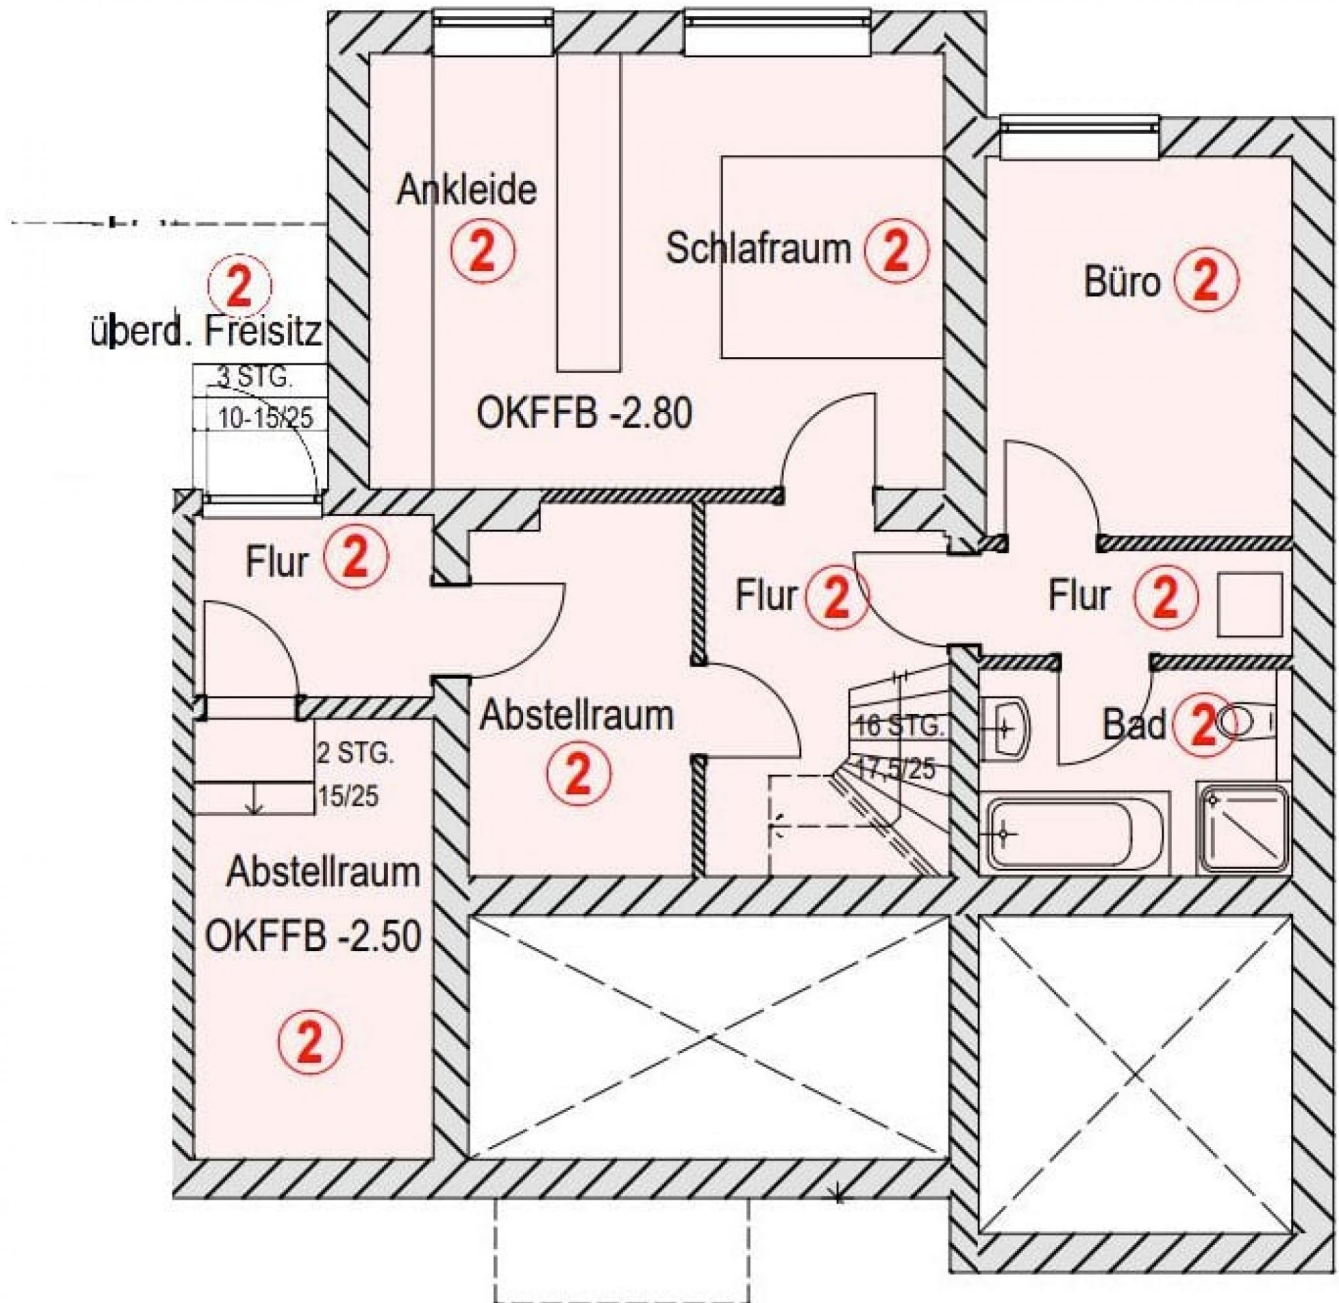 Ankleide
2
Schlafraum 2
Büro 2
2
überd. Freisitz
3 STG.
10-15/25
OKFFB -2.80
Flur 2
Flur 2
Flur 2
Abstellraum
2
16 STG.
17,5/25
Bad 2
2 STG.
15/25
Abstellraum
OKFFB -2.50
2